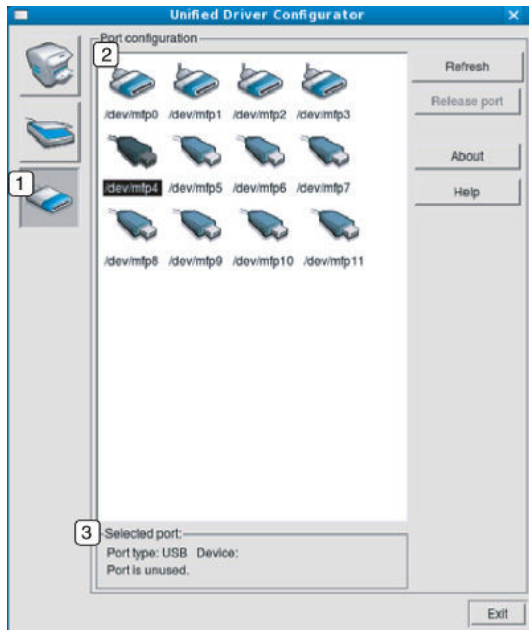 Unified Driver Configurator
Port configuration
2
/dev/mfp0 /dev/mfp1 /dev/mfp2 /dev/mfp3
1
/dev/mfp4 /dev/mfp5 /dev/mfp6 /dev/mfp7
/dev/mfp8 /dev/mfp9 /dev/mfp10 /dev/mfp11
Refresh
Release port
About
Help
3
Selected port:
Port type: USB Device:
Port is unused.
Exit